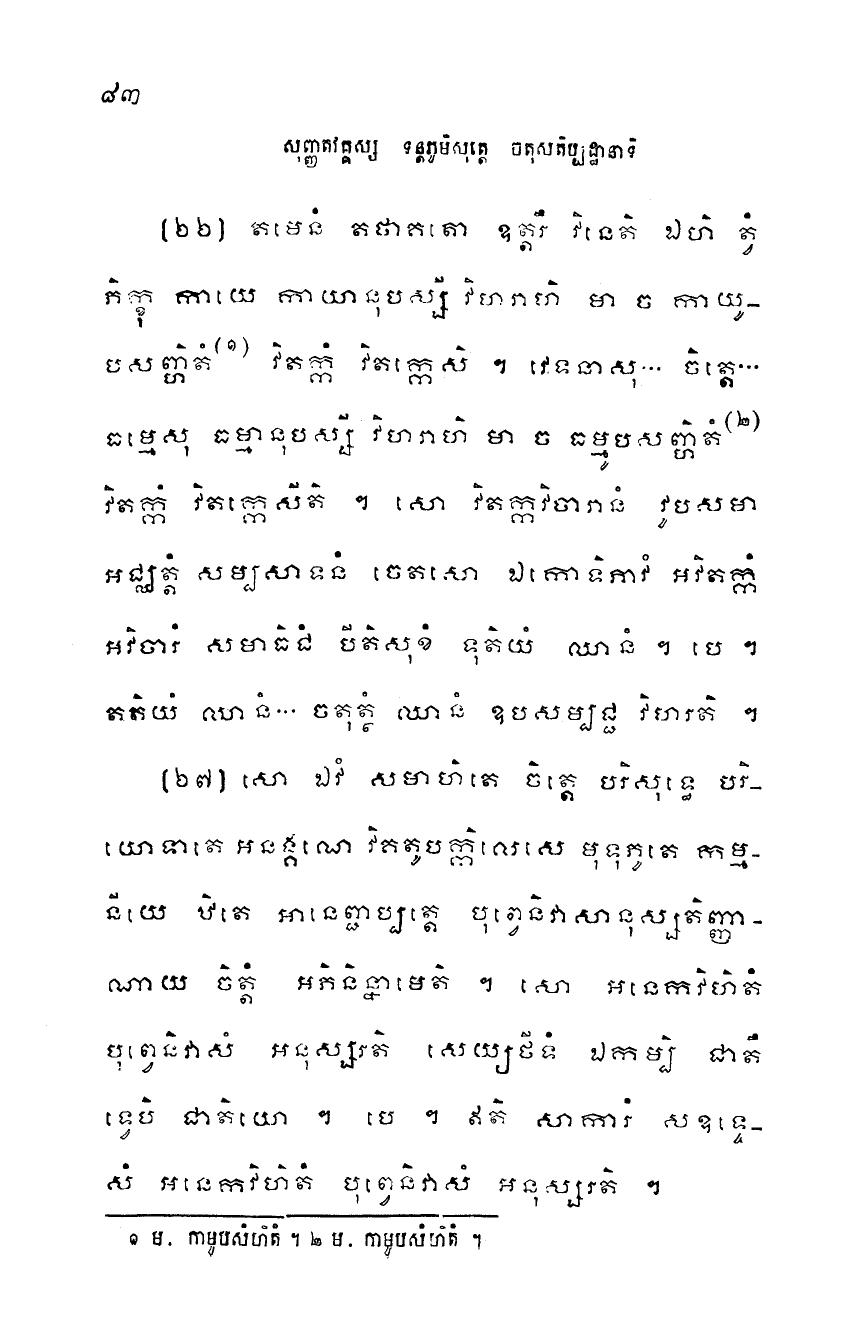 ៨៣
សុញ្ញតវគ្គស្ស ទន្តភូមិសុត្តេ ចតុសតិប្បដ្ឋានាទិ
(២៦) តមេនំ តថាគតោ ឧត្តរឹ វិនេតិ ឯហិ ត្វំ
ភិក្ខុ កាយេ កាយានុបស្សី វិហរាហិ មា ច កាយូ-
បសញ្ហិតំ(១) វិតក្កំ វិតក្កេសិ ។ វេទនាសុ... ចិត្តេ...
ធម្មេសុ ធម្មានុបស្សី វិហរាហិ មា ច ធម្មូបសញ្ហិតំ(២)
វិតក្កំ វិតក្កេសីតិ ។ សោ វិតក្កវិចារានំ វូបសមា
អជ្ឈត្តំ សម្បសាទនំ ចេតសោ ឯកោទិភាវំ អវិតក្កំ
អវិចារំ សមាធិជំ បីតិសុខំ ទុតិយំ ឈានំ ។ បេ ។
តតិយំ ឈានំ... ចតុត្ថំ ឈានំ ឧបសម្បជ្ជ វិហរតិ ។
(២៧) សោ ឯវំ សមាហិតេ ចិត្តេ បរិសុទ្ធេ បរិ-
យោទាតេ អនង្គណេ វិគតូបក្កិលេសេ មុទុភូតេ កម្ម-
នីយេ ឋិតេ អានេញ្ជាប្បត្តេ បុព្វេនិវាសានុស្សតិញ្ញា-
ណាយ ចិត្តំ អភិនិន្នាមេតិ ។ សោ អនេកវិហិតំ
បុព្វេនិវាសំ អនុស្សរតិ សេយ្យថីទំ ឯកម្បិ ជាតឹ
ទ្វេបិ ជាតិយោ ។ បេ ។ ឥតិ សាការំ សឧទ្ទេ-
សំ អនេកវិហិតំ បុព្វេនិវាសំ អនុស្សរតិ ។
១ ម. កាមូបសំហិតំ ។ ២ ម. កាមូបសំហិតំ ។